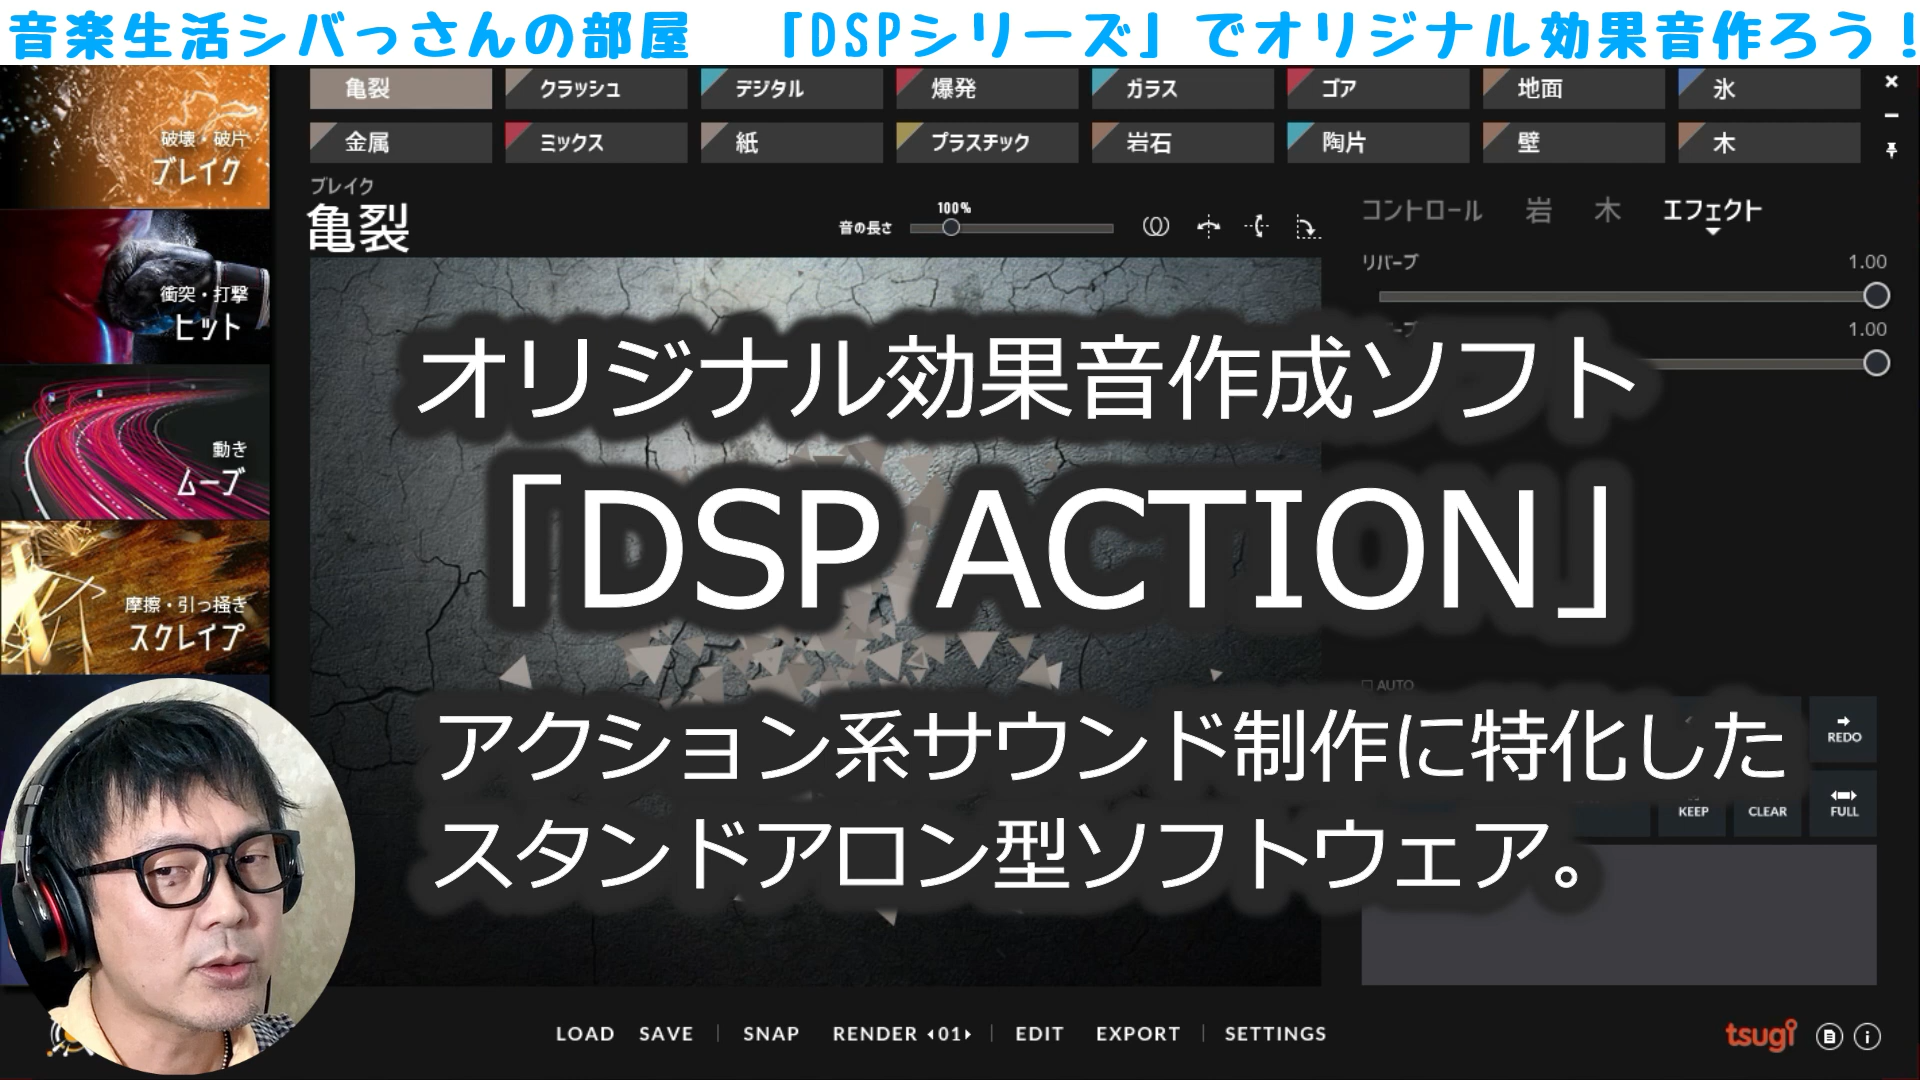 音楽生活シバっさんの部屋　「DSPシリーズ」でオリジナル効果音作ろう！
亀裂 クラッシュ デジタル 爆発 ガラス ゴア 地面 氷
金属 ミックス 紙 プラスチック 岩石 陶片 壁 木
破壊・破片
ブレイク
衝突・打撃
ヒット
動き
ムーブ
摩擦・引っ掻き
スクレイプ
ブレイク
亀裂
音の長さ 100%
コントロール 岩 木 エフェクト
リバーブ 1.00
1.00
オリジナル効果音作成ソフト
「DSP ACTION」
アクション系サウンド制作に特化した
スタンドアロン型ソフトウェア。
AUTO
REDO
KEEP CLEAR FULL
LOAD SAVE SNAP RENDER 01 EDIT EXPORT SETTINGS
tsugi